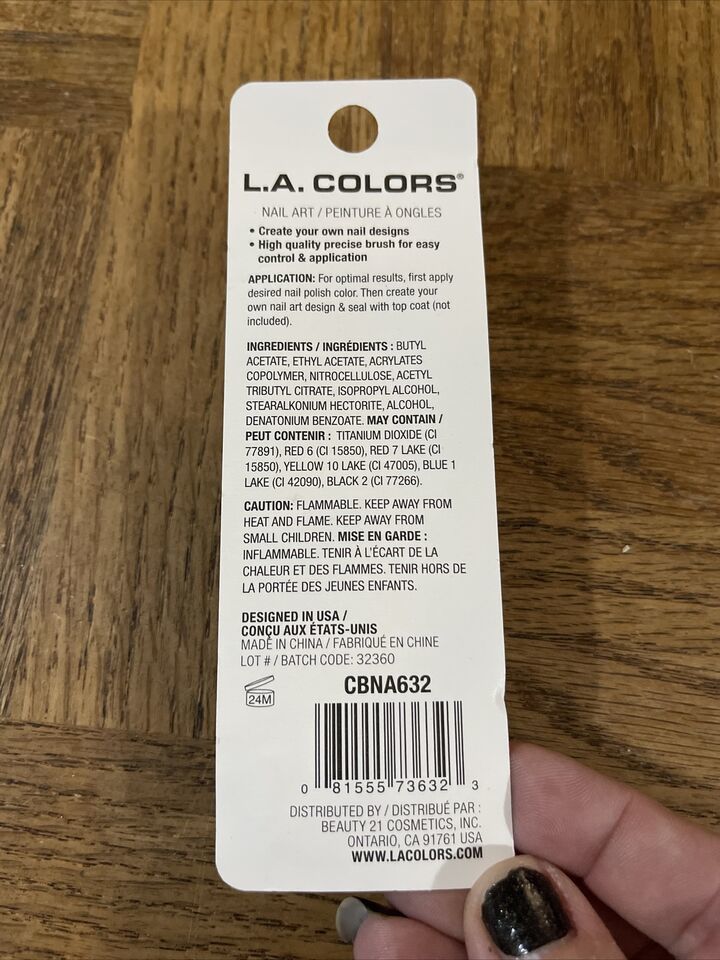 L.A. COLORS®
NAIL ART / PEINTURE À ONGLES
• Create your own nail designs
• High quality precise brush for easy
control & application
APPLICATION: For optimal results, first apply
desired nail polish color. Then create your
own nail art design & seal with top coat (not
included).
INGREDIENTS / INGRÉDIENTS : BUTYL
ACETATE, ETHYL ACETATE, ACRYLATES
COPOLYMER, NITROCELLULOSE, ACETYL
TRIBUTYL CITRATE, ISOPROPYL ALCOHOL,
STEARALKONIUM HECTORITE, ALCOHOL,
DENATONIUM BENZOATE. MAY CONTAIN /
PEUT CONTENIR : TITANIUM DIOXIDE (CI
77891), RED 6 (CI 15850), RED 7 LAKE (CI
15850), YELLOW 10 LAKE (CI 47005), BLUE 1
LAKE (CI 42090), BLACK 2 (CI 77266).
CAUTION: FLAMMABLE. KEEP AWAY FROM
HEAT AND FLAME. KEEP AWAY FROM
SMALL CHILDREN. MISE EN GARDE :
INFLAMMABLE. TENIR À L'ÉCART DE LA
CHALEUR ET DES FLAMMES. TENIR HORS DE
LA PORTÉE DES JEUNES ENFANTS.
DESIGNED IN USA /
CONÇU AUX ÉTATS-UNIS
MADE IN CHINA / FABRIQUÉ EN CHINE
LOT # / BATCH CODE: 32360
24M
CBNA632
0 81555 73632 3
DISTRIBUTED BY / DISTRIBUÉ PAR :
BEAUTY 21 COSMETICS, INC.
ONTARIO, CA 91761 USA
WWW.LACOLORS.COM